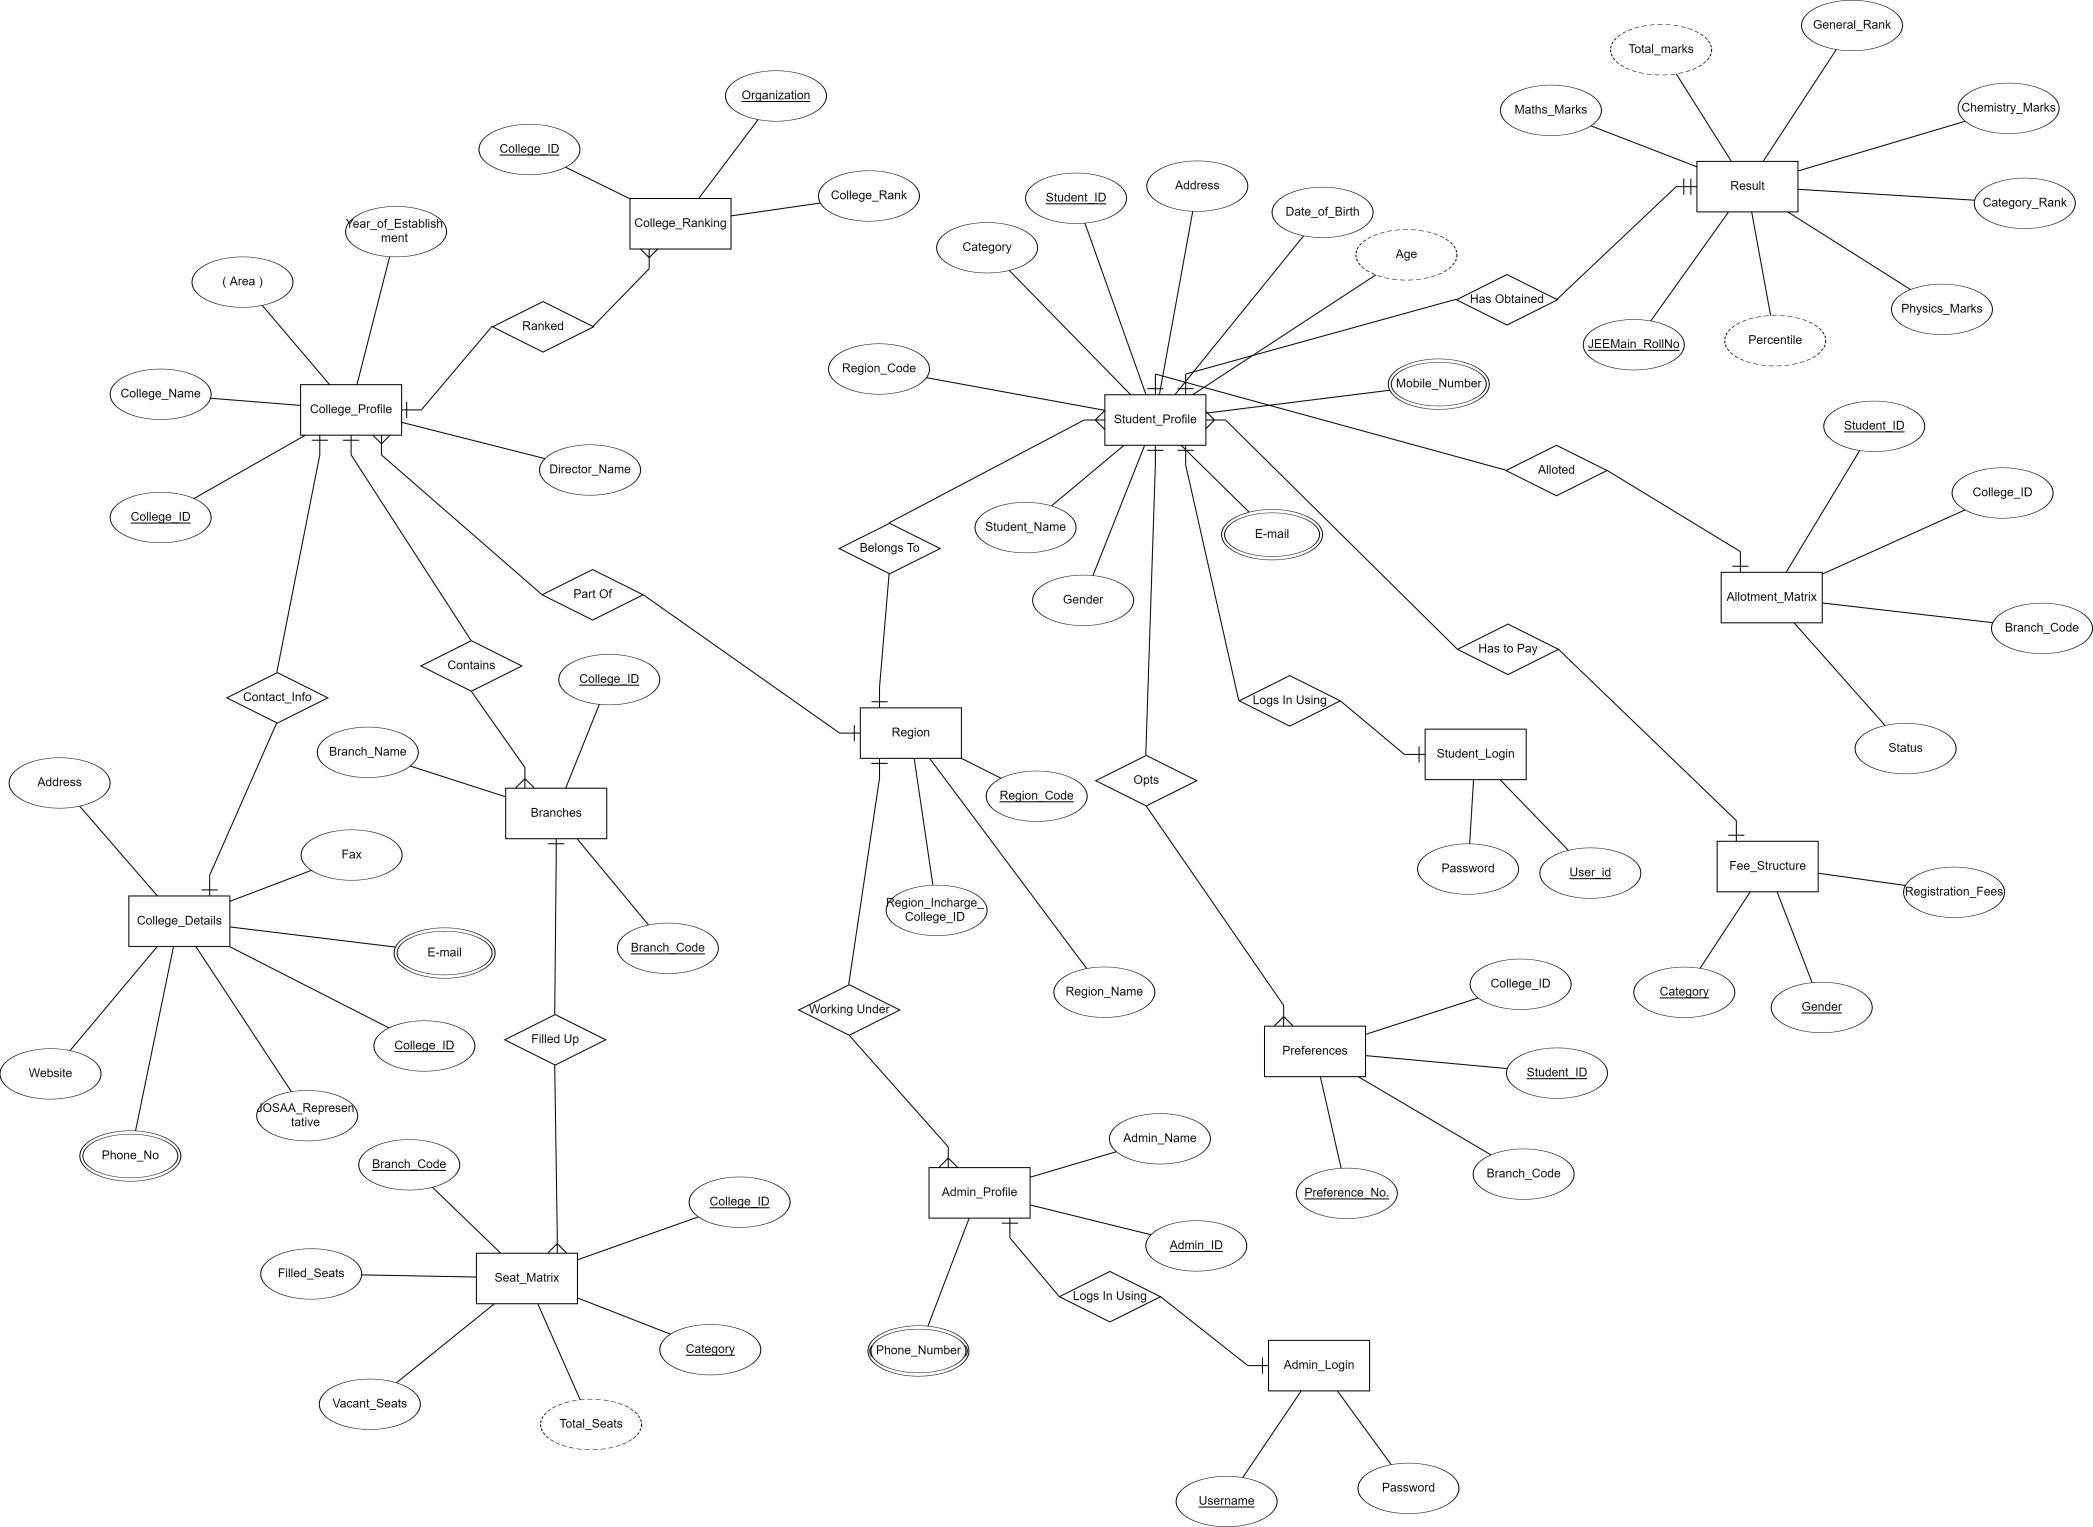 General_Rank
Total_marks
Organization
Maths_Marks
Chemistry_Marks
College_ID
College_Rank
Student_ID
Address
Result
Category_Rank
Year_of_Establish
ment
College_Ranking
Date_of_Birth
Category
Age
( Area )
Has Obtained
Physics_Marks
Ranked
JEEMain_RollNo
Percentile
Region_Code
Mobile_Number
College_Name
College_Profile
Student_Profile
Student_ID
Director_Name
Alloted
College_ID
College_ID
Student_Name
E-mail
Belongs To
Part Of
Gender
Allotment_Matrix
Branch_Code
Has to Pay
Contains
College_ID
Contact_Info
Logs In Using
Region
Status
Branch_Name
Student_Login
Address
Opts
Region_Code
Branches
Fax
Password
User_id
Fee_Structure
Registration_Fees
College_Details
Region_Incharge_
College_ID
E-mail
Branch_Code
College_ID
Region_Name
Category
Gender
Working Under
Filled Up
College_ID
Preferences
Website
Student_ID
JOSAA_Represen
tative
Admin_Name
Phone_No
Branch_Code
Branch_Code
Admin_Profile
Preference_No.
College_ID
Admin_ID
Filled_Seats
Seat_Matrix
Logs In Using
Category
Phone_Number
Admin_Login
Vacant_Seats
Total_Seats
Password
Username